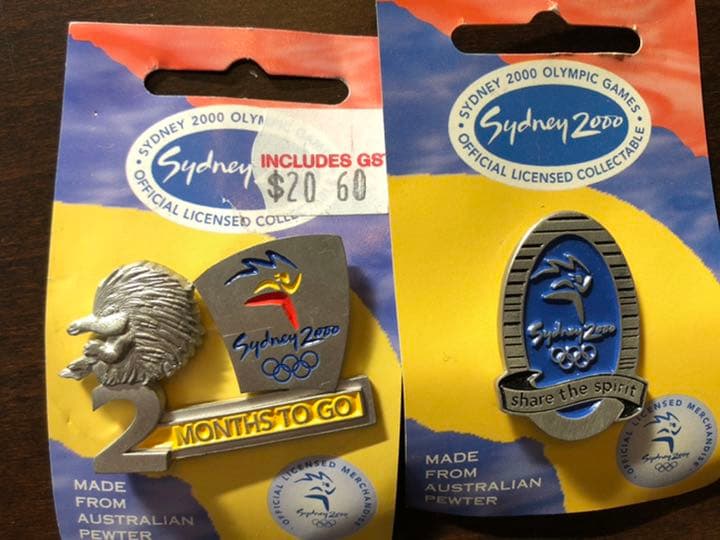 SYDNEY 2000 OLYM
Sydney
OFFICIAL LICENSED COLLE
INCLUDES GS
$20 60
Sydney 2000
2
MONTHS TO GO
MADE
FROM
AUSTRALIAN
PEWTER
OFFICIAL LICENSED MERCHANDISE
Sydney 2000
SYDNEY 2000 OLYMPIC GAMES
Sydney 2000
OFFICIAL LICENSED COLLECTABLE
Sydney 2000
share the spirit
MADE
FROM
AUSTRALIAN
PEWTER
OFFICIAL LICENSED MERCHANDISE
Sydney 2000